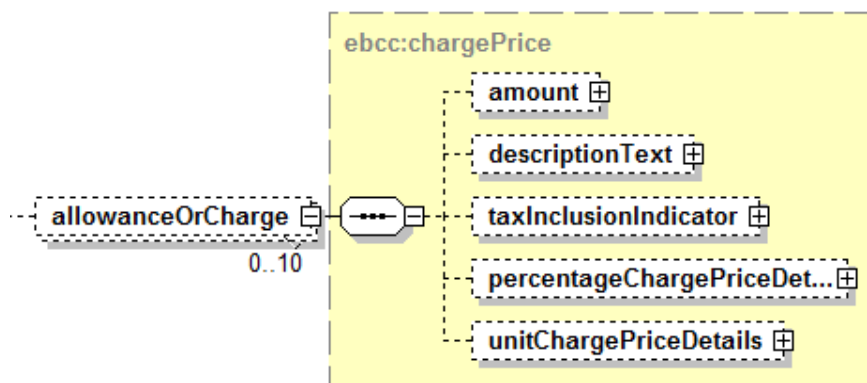 ebcc:chargePrice
amount
descriptionText
allowanceOrCharge
0..10
taxInclusionIndicator
percentageChargePriceDet...
unitChargePriceDetails